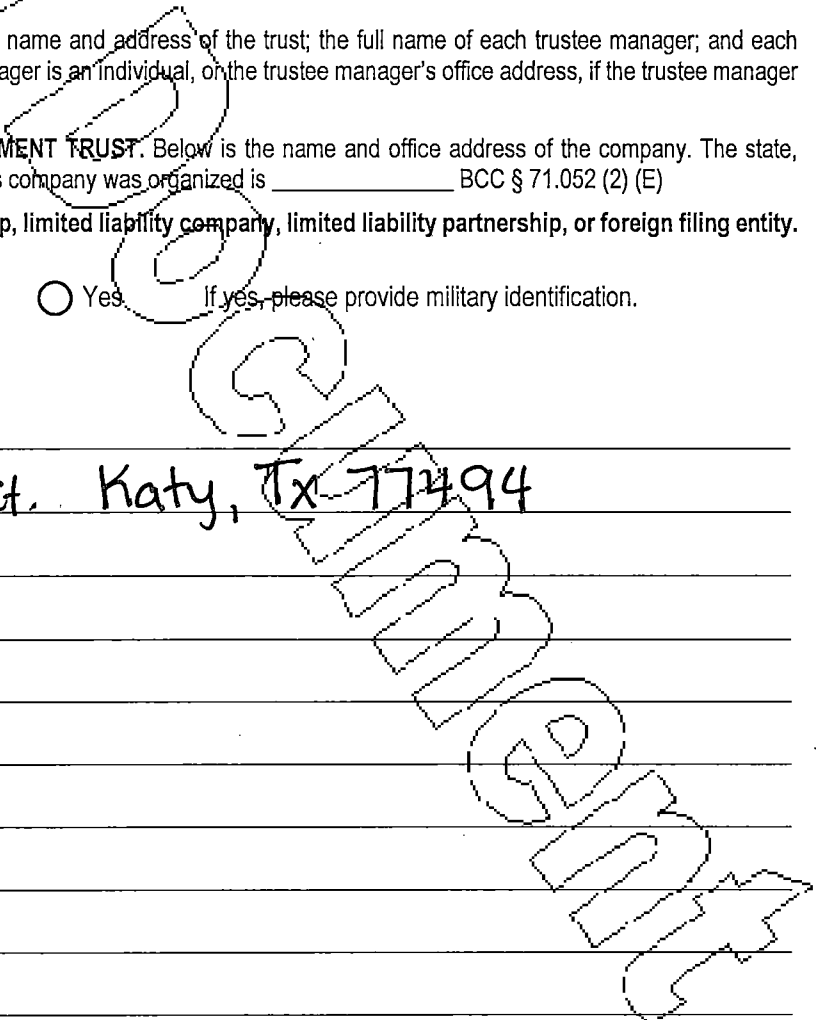 name and address of the trust; the full name of each trustee manager; and each
ager is an individual, or the trustee manager's office address, if the trustee manager
MENT TRUST. Below is the name and office address of the company. The state,
s company was organized is ______________ BCC § 71.052 (2) (E)
p, limited liability company, limited liability partnership, or foreign filing entity.
Yes If yes, please provide military identification.
ct. Katy, Tx 77494
Document